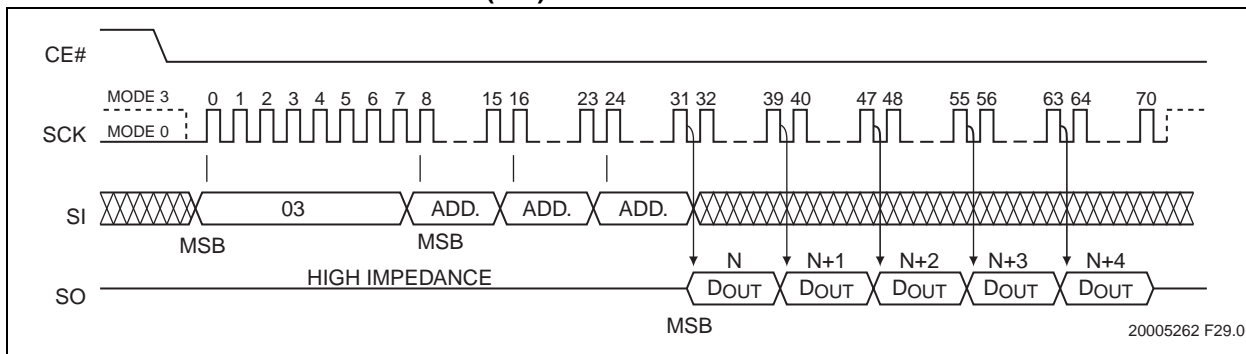 CE#
MODE 3
0 1 2 3 4 5 6 7 8 15 16 23 24 31 32 39 40 47 48 55 56 63 64 70
SCK
MODE 0
SI
03
ADD.
ADD.
ADD.
MSB
MSB
HIGH IMPEDANCE
N
N+1
N+2
N+3
N+4
SO
DOUT
DOUT
DOUT
DOUT
DOUT
MSB
20005262 F29.0